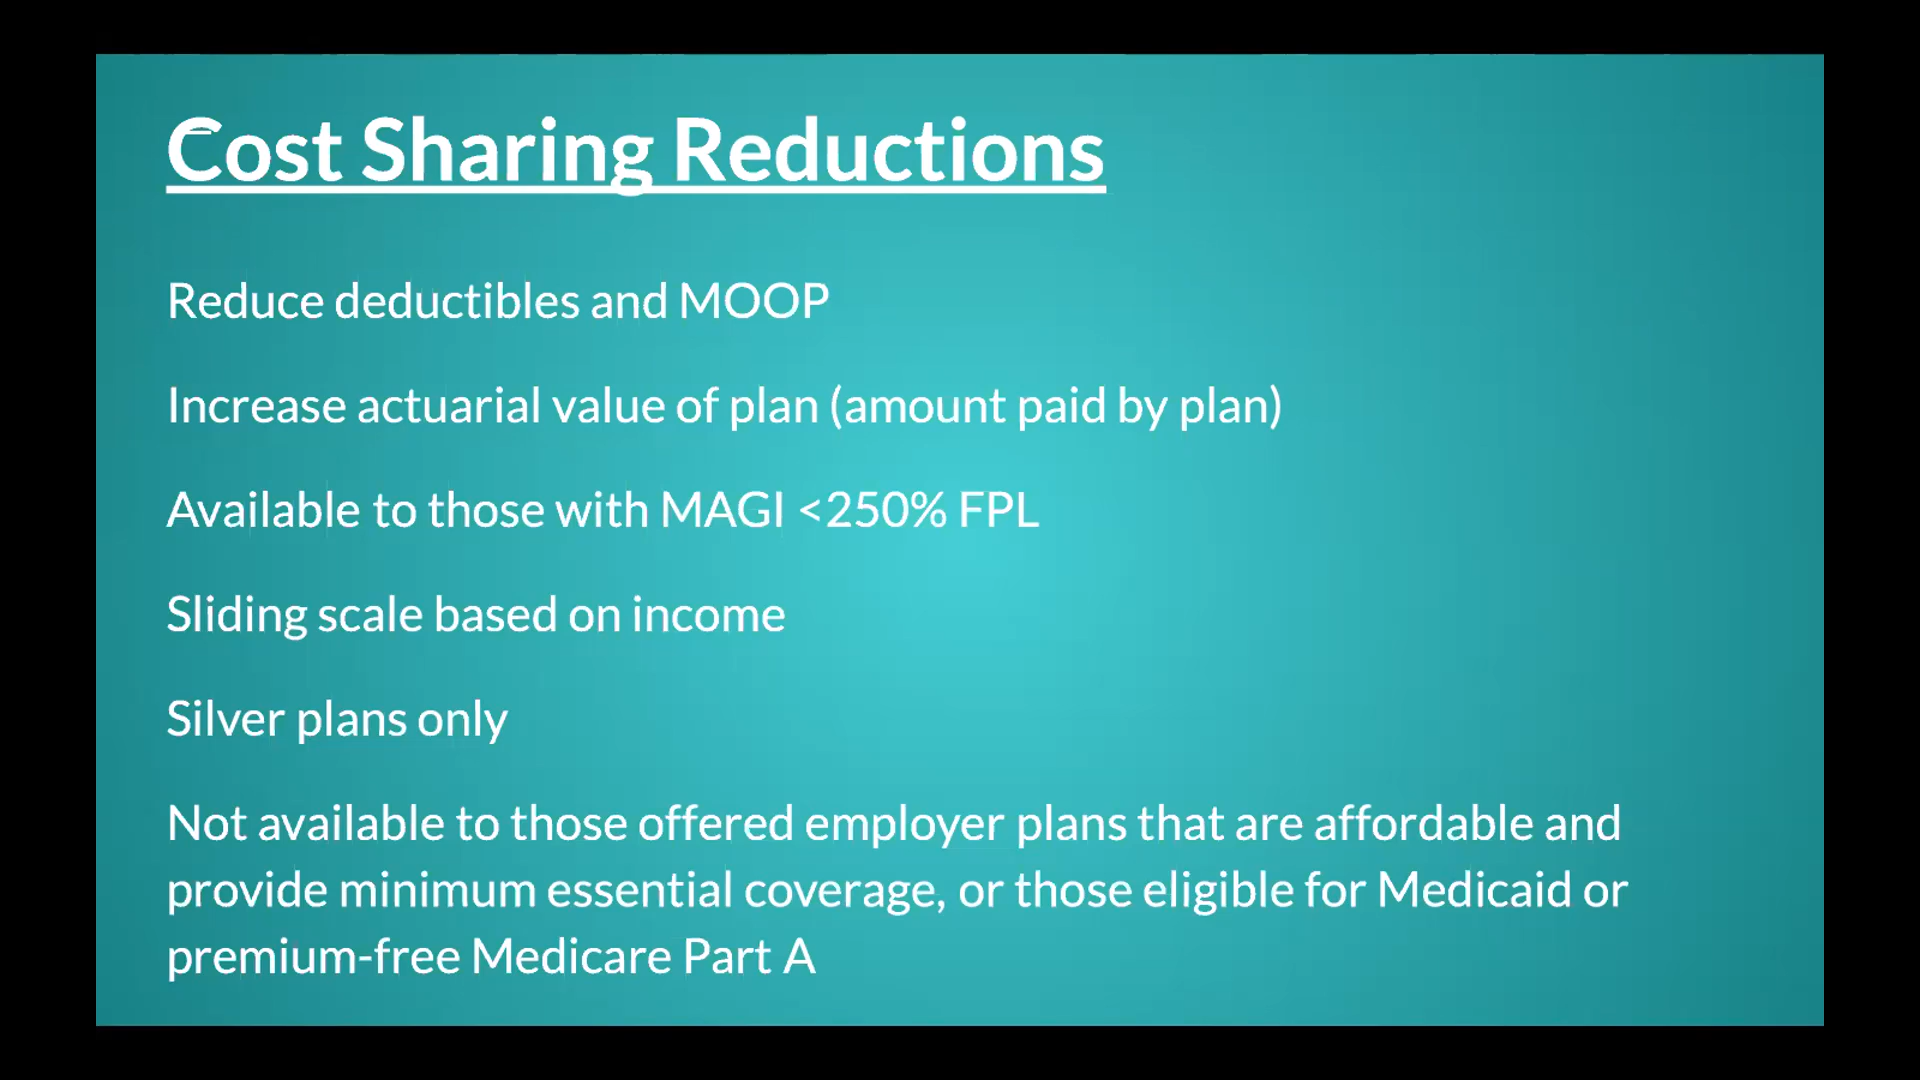 Cost Sharing Reductions
Reduce deductibles and MOOP
Increase actuarial value of plan (amount paid by plan)
Available to those with MAGI <250% FPL
Sliding scale based on income
Silver plans only
Not available to those offered employer plans that are affordable and
provide minimum essential coverage, or those eligible for Medicaid or
premium-free Medicare Part A